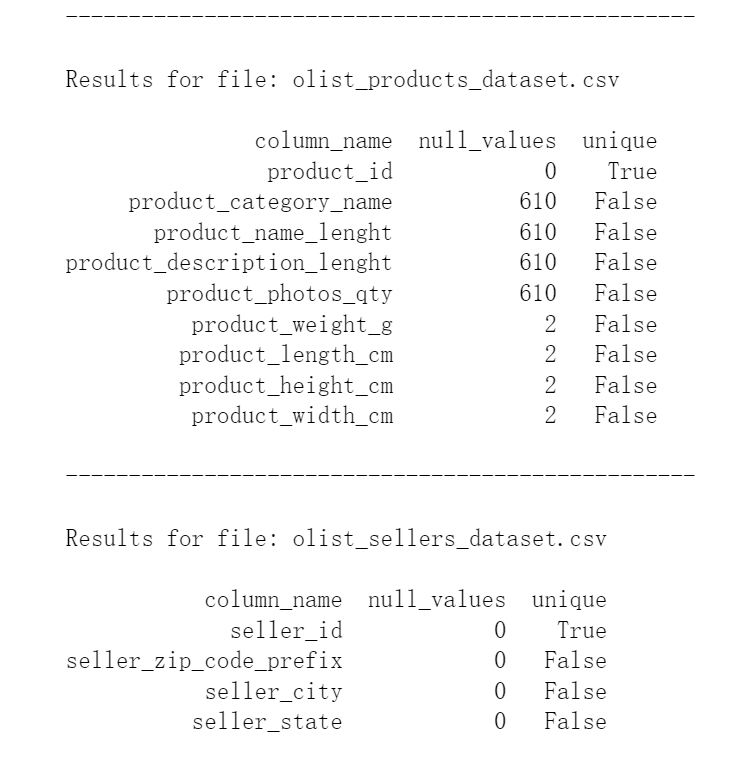 --------------------------------------------------
Results for file: olist_products_dataset.csv
column_name null_values unique
product_id 0 True
product_category_name 610 False
product_name_lenght 610 False
product_description_lenght 610 False
product_photos_qty 610 False
product_weight_g 2 False
product_length_cm 2 False
product_height_cm 2 False
product_width_cm 2 False
--------------------------------------------------
Results for file: olist_sellers_dataset.csv
column_name null_values unique
seller_id 0 True
seller_zip_code_prefix 0 False
seller_city 0 False
seller_state 0 False